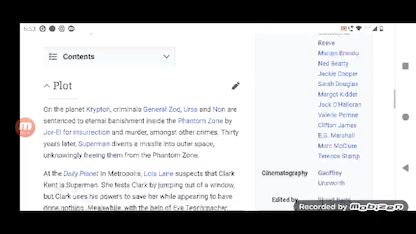 6:53
Contents
Plot
On the planet Krypton, criminals General Zod, Ursa and Non are
sentenced to eternal banishment inside the Phantom Zone by
Jor-El for insurrection and murder, amongst other crimes. Thirty
years later, Superman diverts a missile into outer space,
unknowingly freeing them from the Phantom Zone.
At the Daily Planet in Metropolis, Lois Lane suspects that Clark
Kent is Superman. She tests Clark by jumping out of a window,
but Clark uses his powers to save her while appearing to have
done nothing. Meanwhile, with the help of Eve Teschmacher,
Reeve
Ned Beatty
Jackie Cooper
Sarah Douglas
Margot Kidder
Jack O'Halloran
Valerie Perrine
Clifton James
E.G. Marshall
Marc McClure
Terence Stamp
Cinematography
Geoffrey
Unsworth
Edited by
Recorded by Mobizen